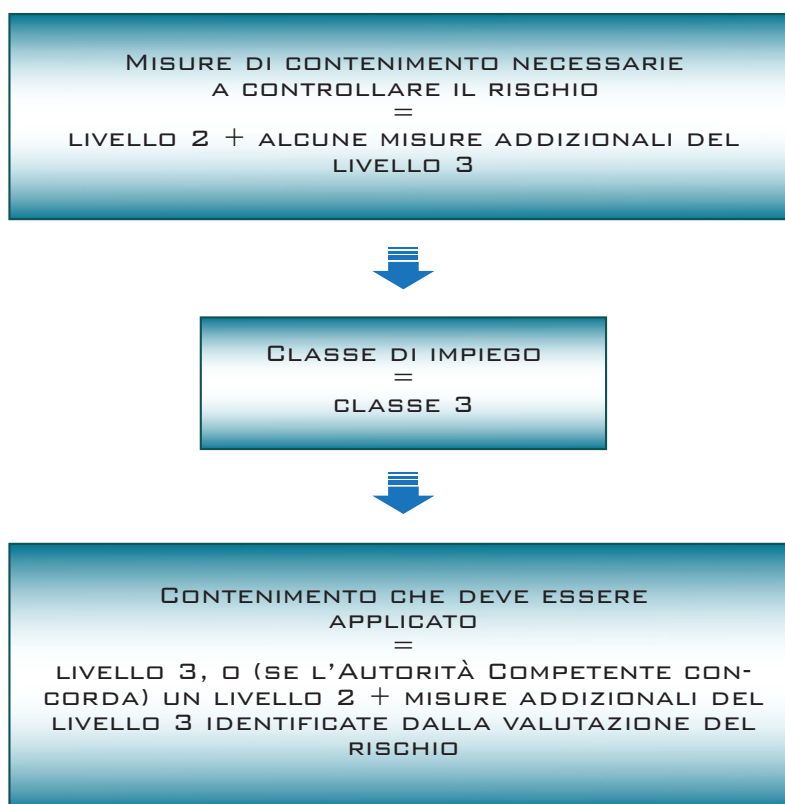 Misure di contenimento necessarie
a controllare il rischio
=
livello 2 + alcune misure addizionali del
livello 3
Classe di impiego
=
classe 3
Contenimento che deve essere
applicato
=
livello 3, o (se l'Autorità Competente con-
corda) un livello 2 + misure addizionali del
livello 3 identificate dalla valutazione del
rischio